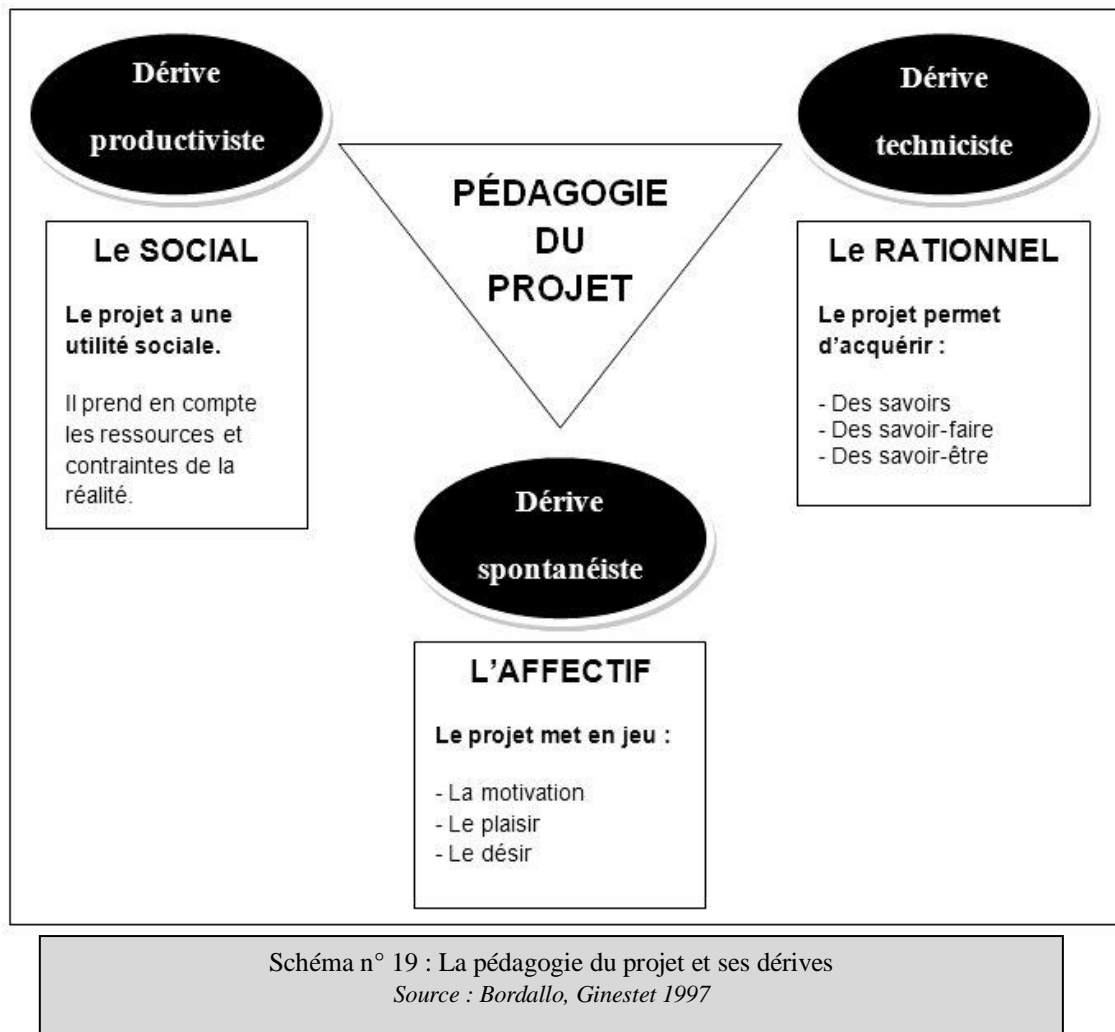 Dérive
productiviste
Dérive
techniciste
PÉDAGOGIE
DU
PROJET
Le SOCIAL
Le projet a une
utilité sociale.
Il prend en compte
les ressources et
contraintes de la
réalité.
Le RATIONNEL
Le projet permet
d'acquérir :
- Des savoirs
- Des savoir-faire
- Des savoir-être
Dérive
spontanéiste
L'AFFECTIF
Le projet met en jeu :
- La motivation
- Le plaisir
- Le désir
Schéma n° 19 : La pédagogie du projet et ses dérives
Source : Bordallo, Ginestet 1997